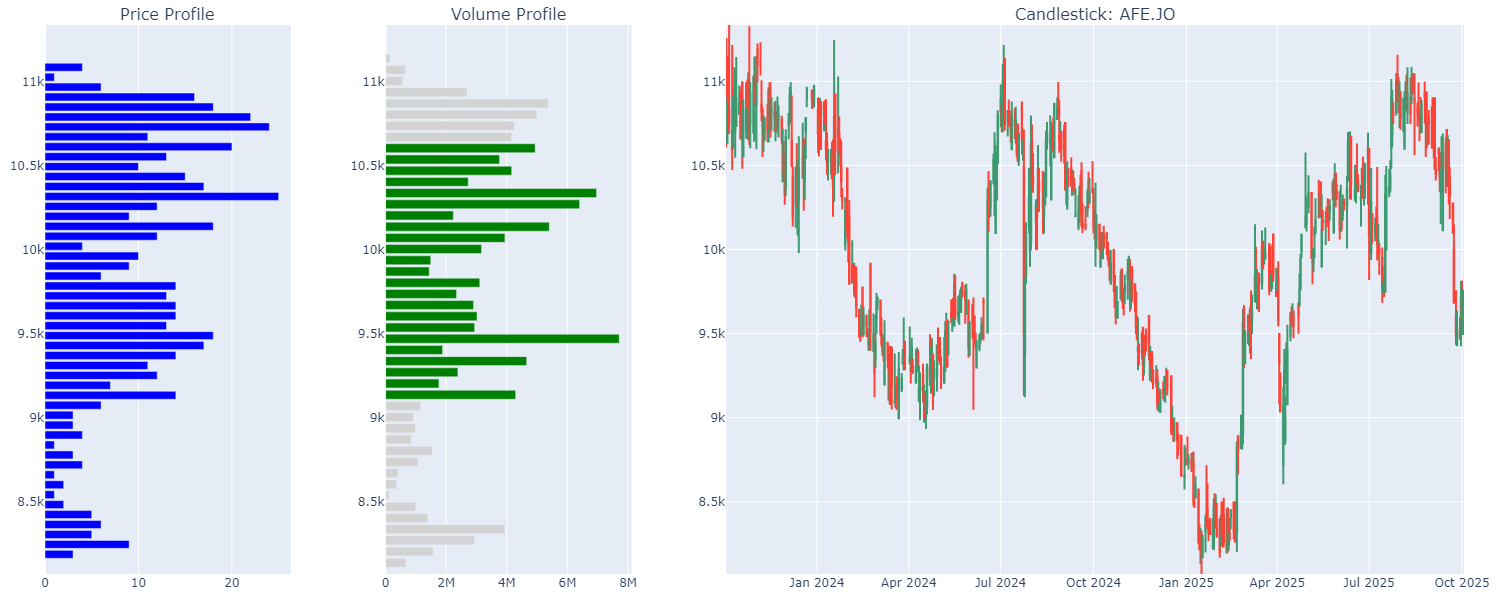 Price Profile
Volume Profile
Candlestick: AFE.JO
11k
10.5k
10k
9.5k
9k
8.5k
0
10
20
11k
10.5k
10k
9.5k
9k
8.5k
0
2M
4M
6M
8M
11k
10.5k
10k
9.5k
9k
8.5k
Jan 2024
Apr 2024
Jul 2024
Oct 2024
Jan 2025
Apr 2025
Jul 2025
Oct 2025